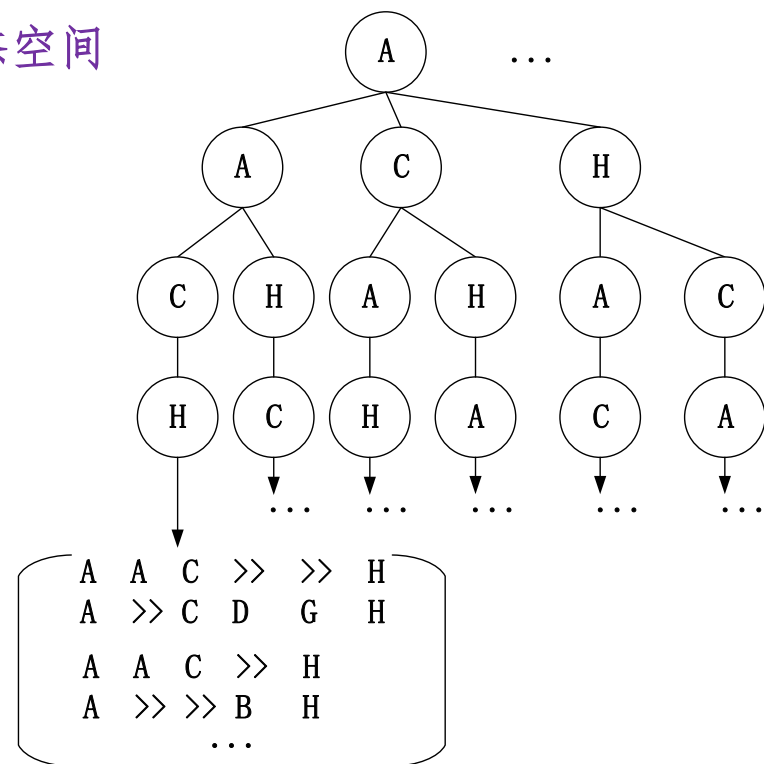 空间
A ...
A C H
C H A H A C
H C H A C A
... ... ... ... ...
A A C >> >> H
A >> C D G H
A A C >> H
A >> >> B H
...